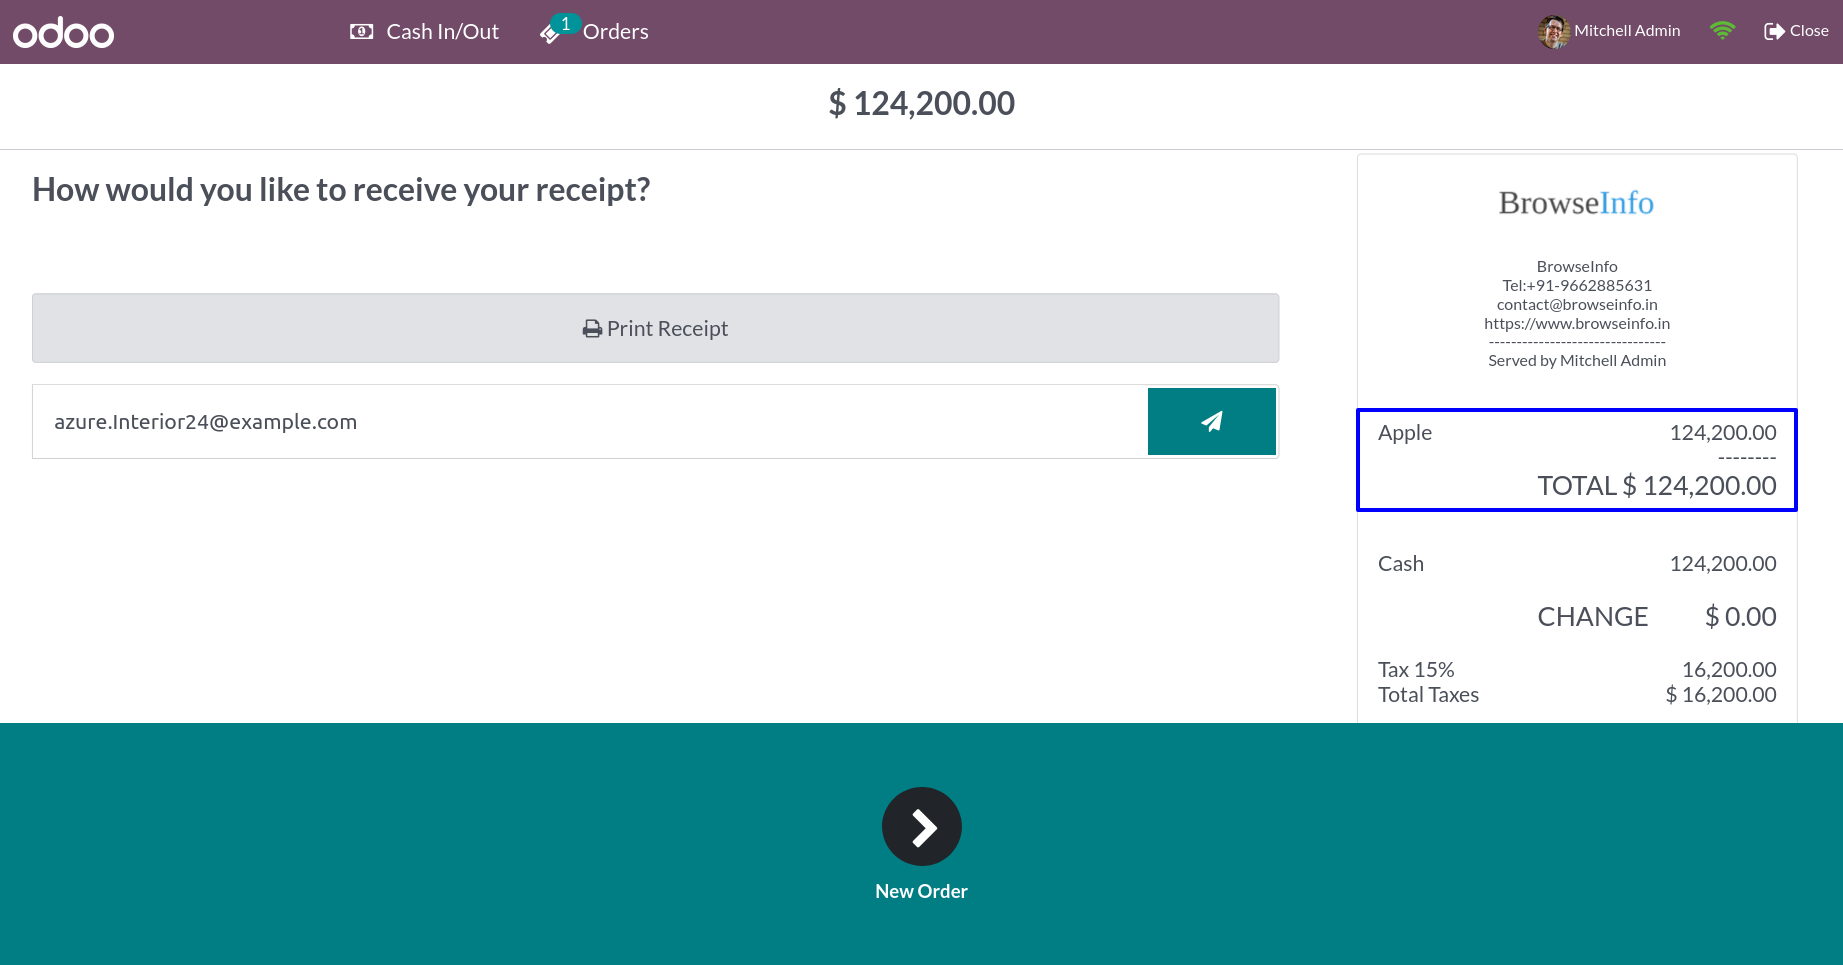 odoo
Cash In/Out
1
Orders
Mitchell Admin
Close
$ 124,200.00
How would you like to receive your receipt?
Print Receipt
azure.Interior24@example.com
BrowseInfo
BrowseInfo
Tel:+91-9662885631
contact@browseinfo.in
https://www.browseinfo.in
--------------------------------
Served by Mitchell Admin
Apple 124,200.00
--------
TOTAL $ 124,200.00
Cash 124,200.00
CHANGE $ 0.00
Tax 15% 16,200.00
Total Taxes $ 16,200.00
New Order